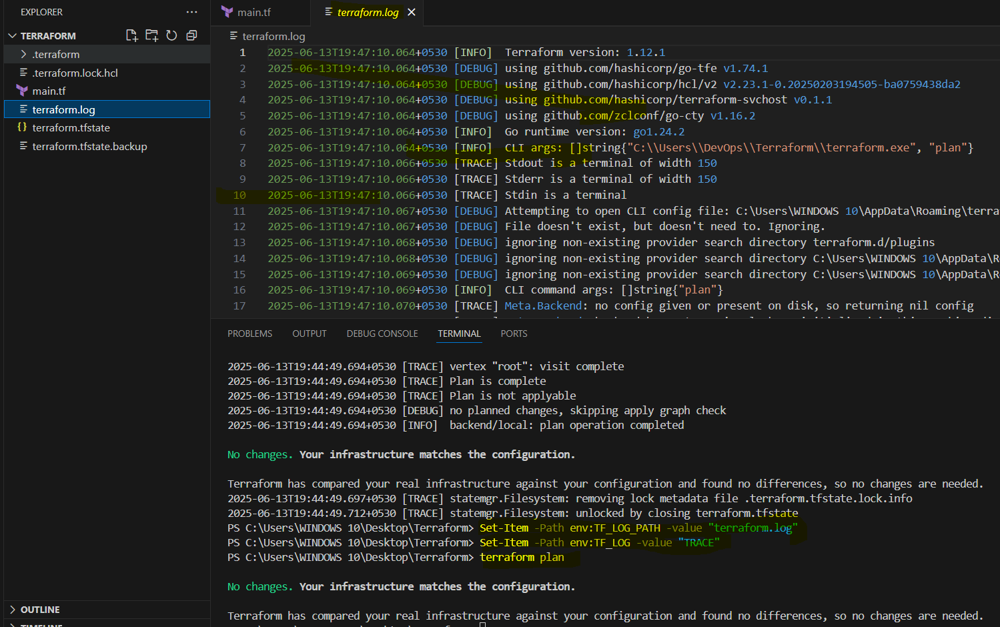 EXPLORER
TERRAFORM
.terraform
.terraform.lock.hcl
main.tf
terraform.log
terraform.tfstate
terraform.tfstate.backup
OUTLINE
TIMELINE
main.tf
terraform.log
terraform.log
1 2025-06-13T19:47:10.064+0530 [INFO]  Terraform version: 1.12.1
2 2025-06-13T19:47:10.064+0530 [DEBUG] using github.com/hashicorp/go-tfe v1.74.1
3 2025-06-13T19:47:10.064+0530 [DEBUG] using github.com/hashicorp/hcl/v2 v2.23.1-0.20250203194505-ba0759438da2
4 2025-06-13T19:47:10.064+0530 [DEBUG] using github.com/hashicorp/terraform-svchost v0.1.1
5 2025-06-13T19:47:10.064+0530 [DEBUG] using github.com/zclconf/go-cty v1.16.2
6 2025-06-13T19:47:10.064+0530 [INFO]  Go runtime version: go1.24.2
7 2025-06-13T19:47:10.064+0530 [INFO]  CLI args: []string{"C:\\Users\\DevOps\\Terraform\\terraform.exe", "plan"}
8 2025-06-13T19:47:10.066+0530 [TRACE] Stdout is a terminal of width 150
9 2025-06-13T19:47:10.066+0530 [TRACE] Stderr is a terminal of width 150
10 2025-06-13T19:47:10.066+0530 [TRACE] Stdin is a terminal
11 2025-06-13T19:47:10.067+0530 [DEBUG] Attempting to open CLI config file: C:\Users\WINDOWS 10\AppData\Roaming\terra
12 2025-06-13T19:47:10.067+0530 [DEBUG] File doesn't exist, but doesn't need to. Ignoring.
13 2025-06-13T19:47:10.068+0530 [DEBUG] ignoring non-existing provider search directory terraform.d/plugins
14 2025-06-13T19:47:10.068+0530 [DEBUG] ignoring non-existing provider search directory C:\Users\WINDOWS 10\AppData\R
15 2025-06-13T19:47:10.069+0530 [DEBUG] ignoring non-existing provider search directory C:\Users\WINDOWS 10\AppData\R
16 2025-06-13T19:47:10.069+0530 [INFO]  CLI command args: []string{"plan"}
17 2025-06-13T19:47:10.070+0530 [TRACE] Meta.Backend: no config given or present on disk, so returning nil config
PROBLEMS OUTPUT DEBUG CONSOLE TERMINAL PORTS
2025-06-13T19:44:49.694+0530 [TRACE] vertex "root": visit complete
2025-06-13T19:44:49.694+0530 [TRACE] Plan is complete
2025-06-13T19:44:49.694+0530 [TRACE] Plan is not applyable
2025-06-13T19:44:49.694+0530 [DEBUG] no planned changes, skipping apply graph check
2025-06-13T19:44:49.694+0530 [INFO]  backend/local: plan operation completed
No changes. Your infrastructure matches the configuration.
Terraform has compared your real infrastructure against your configuration and found no differences, so no changes are needed.
2025-06-13T19:44:49.697+0530 [TRACE] statemgr.Filesystem: removing lock metadata file .terraform.tfstate.lock.info
2025-06-13T19:44:49.712+0530 [TRACE] statemgr.Filesystem: unlocked by closing terraform.tfstate
PS C:\Users\WINDOWS 10\Desktop\Terraform> Set-Item -Path env:TF_LOG_PATH -value "terraform.log"
PS C:\Users\WINDOWS 10\Desktop\Terraform> Set-Item -Path env:TF_LOG -value "TRACE"
PS C:\Users\WINDOWS 10\Desktop\Terraform> terraform plan
No changes. Your infrastructure matches the configuration.
Terraform has compared your real infrastructure against your configuration and found no differences, so no changes are needed.